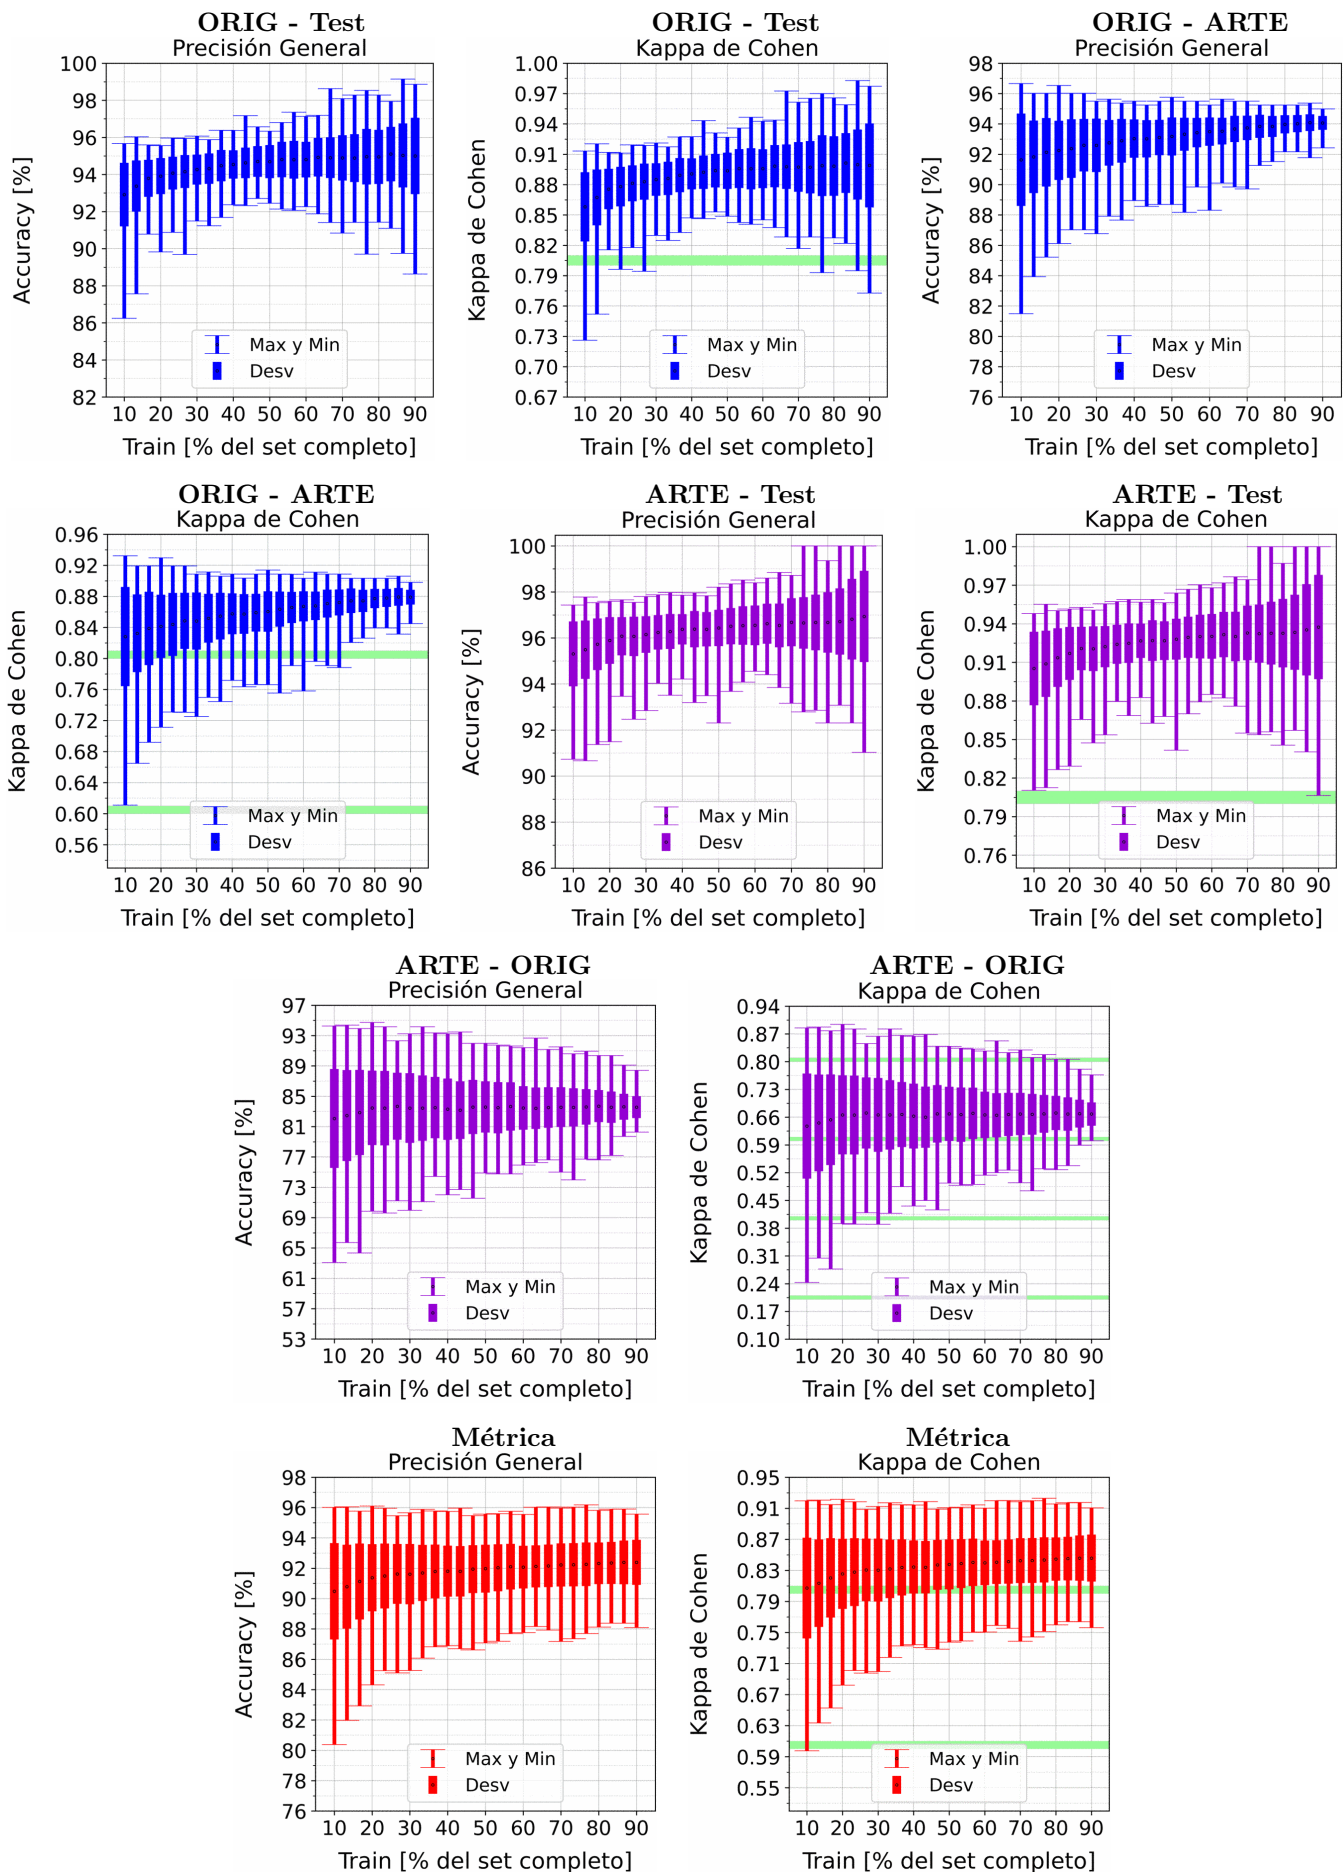 ORIG - Test
Precisión General
Accuracy [%]
100
98
96
94
92
90
88
86
84
82
10 20 30 40 50 60 70 80 90
Train [% del set completo]
Max y Min
Desv
ORIG - Test
Kappa de Cohen
Kappa de Cohen
1.00
0.97
0.94
0.91
0.88
0.85
0.82
0.79
0.76
0.73
0.70
0.67
10 20 30 40 50 60 70 80 90
Train [% del set completo]
Max y Min
Desv
ORIG - ARTE
Precisión General
Accuracy [%]
98
96
94
92
90
88
86
84
82
80
78
76
10 20 30 40 50 60 70 80 90
Train [% del set completo]
Max y Min
Desv
ORIG - ARTE
Kappa de Cohen
Kappa de Cohen
0.96
0.92
0.88
0.84
0.80
0.76
0.72
0.68
0.64
0.60
0.56
10 20 30 40 50 60 70 80 90
Train [% del set completo]
Max y Min
Desv
ARTE - Test
Precisión General
Accuracy [%]
100
98
96
94
92
90
88
86
10 20 30 40 50 60 70 80 90
Train [% del set completo]
Max y Min
Desv
ARTE - Test
Kappa de Cohen
Kappa de Cohen
1.00
0.97
0.94
0.91
0.88
0.85
0.82
0.79
0.76
10 20 30 40 50 60 70 80 90
Train [% del set completo]
Max y Min
Desv
ARTE - ORIG
Precisión General
Accuracy [%]
97
93
89
85
81
77
73
69
65
61
57
53
10 20 30 40 50 60 70 80 90
Train [% del set completo]
Max y Min
Desv
ARTE - ORIG
Kappa de Cohen
Kappa de Cohen
0.94
0.87
0.80
0.73
0.66
0.59
0.52
0.45
0.38
0.31
0.24
0.17
0.10
10 20 30 40 50 60 70 80 90
Train [% del set completo]
Max y Min
Desv
Métrica
Precisión General
Accuracy [%]
98
96
94
92
90
88
86
84
82
80
78
76
10 20 30 40 50 60 70 80 90
Train [% del set completo]
Max y Min
Desv
Métrica
Kappa de Cohen
Kappa de Cohen
0.95
0.91
0.87
0.83
0.79
0.75
0.71
0.67
0.63
0.59
0.55
10 20 30 40 50 60 70 80 90
Train [% del set completo]
Max y Min
Desv